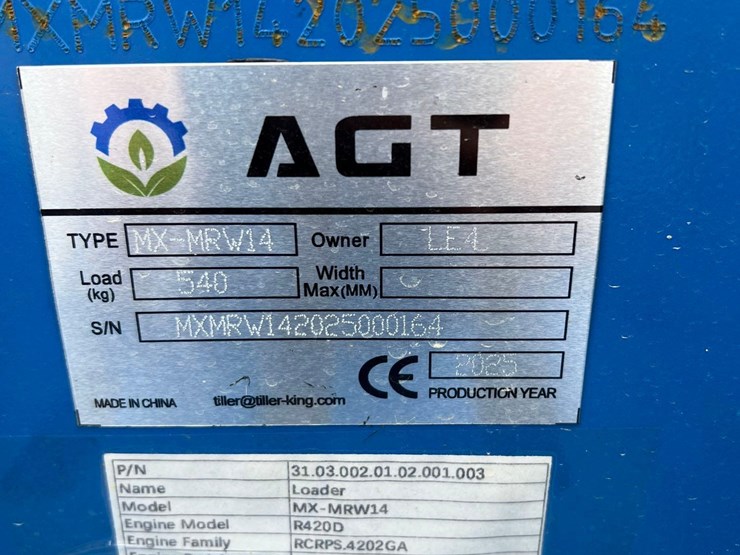 MXMRW142025000164
AGT
TYPE MX-MRW14 Owner LE4
Load (kg) 540 Width Max(MM)
S/N MXMRW142025000164
CE 2025
MADE IN CHINA tiller@tiller-king.com PRODUCTION YEAR
P/N 31.03.002.01.02.001.003
Name Loader
Model MX-MRW14
Engine Model R420D
Engine Family RCRPS.4202GA